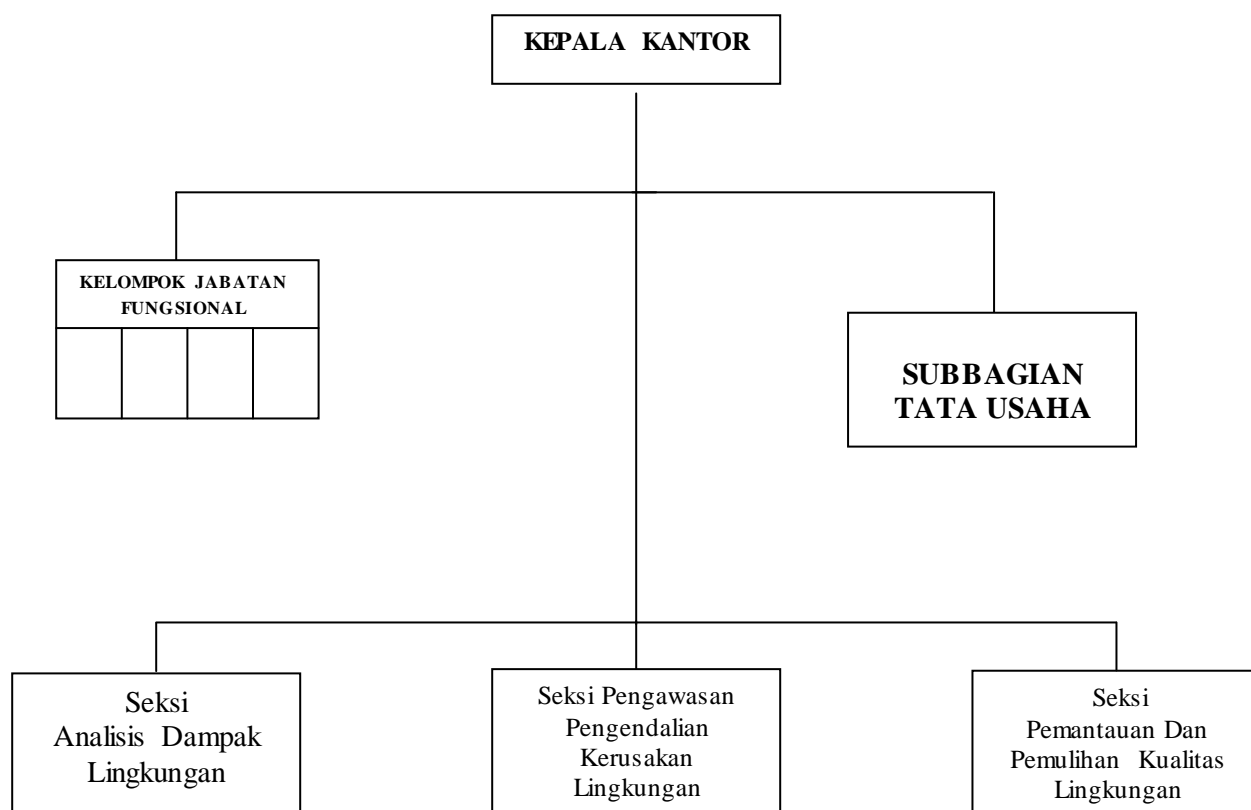 KEPALA KANTOR
KELOMPOK JABATAN
FUNGSIONAL
SUBBAGIAN
TATA USAHA
Seksi
Analisis Dampak
Lingkungan
Seksi Pengawasan
Pengendalian
Kerusakan
Lingkungan
Seksi
Pemantauan Dan
Pemulihan Kualitas
Lingkungan